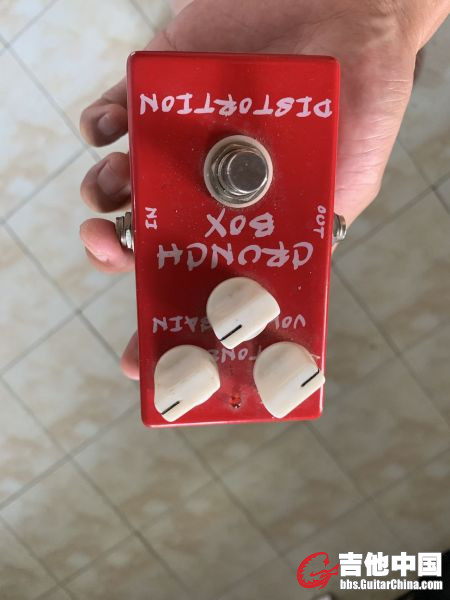 TONE
VOL GAIN
CRUNCH
BOX
OUT IN
DISTORTION
吉他中国
bbs.GuitarChina.com